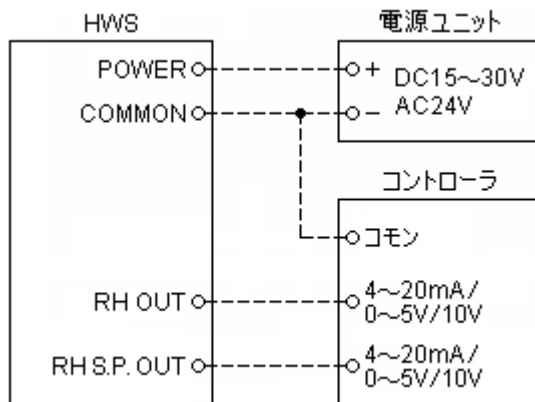 HWS
電源ユニット
POWER
+
DC15～30V
COMMON
−
AC24V
コントローラ
コモン
RH OUT
4～20mA/
0～5V/10V
RH S.P. OUT
4～20mA/
0～5V/10V